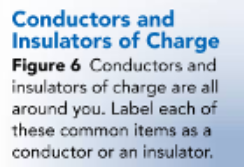 Conductors and
Insulators of Charge
Figure 6 Conductors and
insulators of charge are all
around you. Label each of
these common items as a
conductor or an insulator.